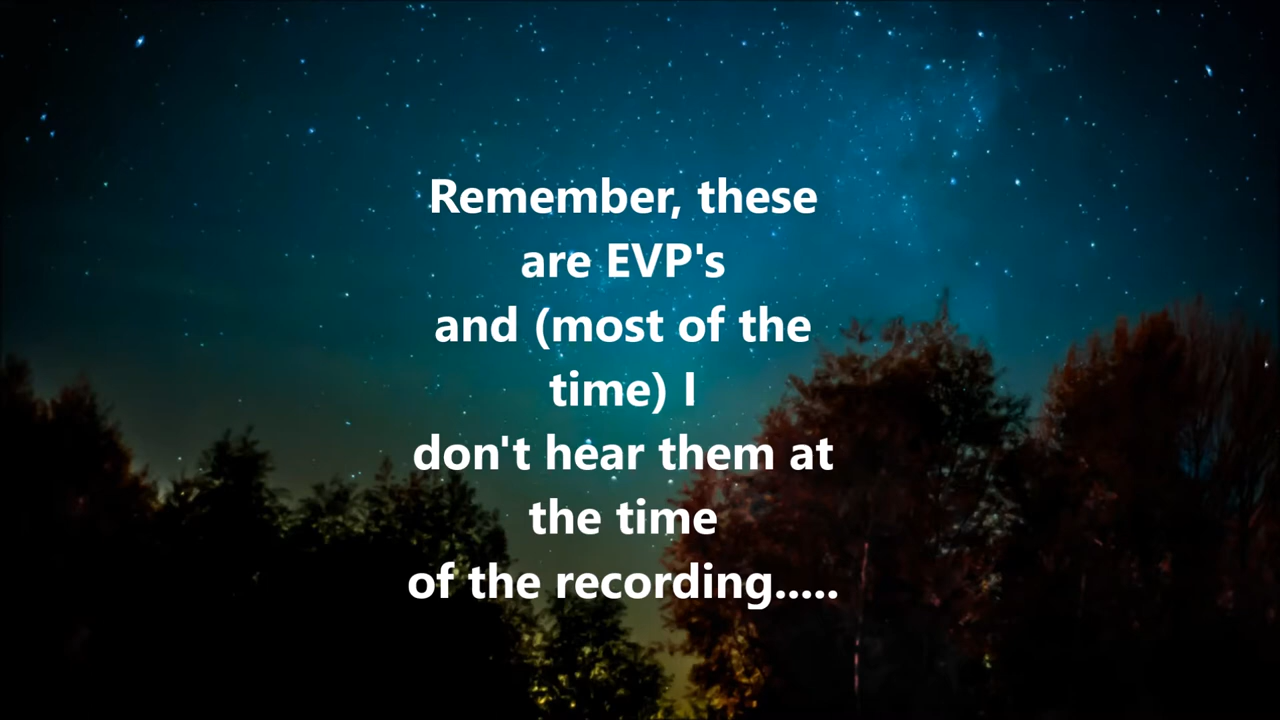 Remember, these
are EVP's
and (most of the
time) I
don't hear them at
the time
of the recording.....